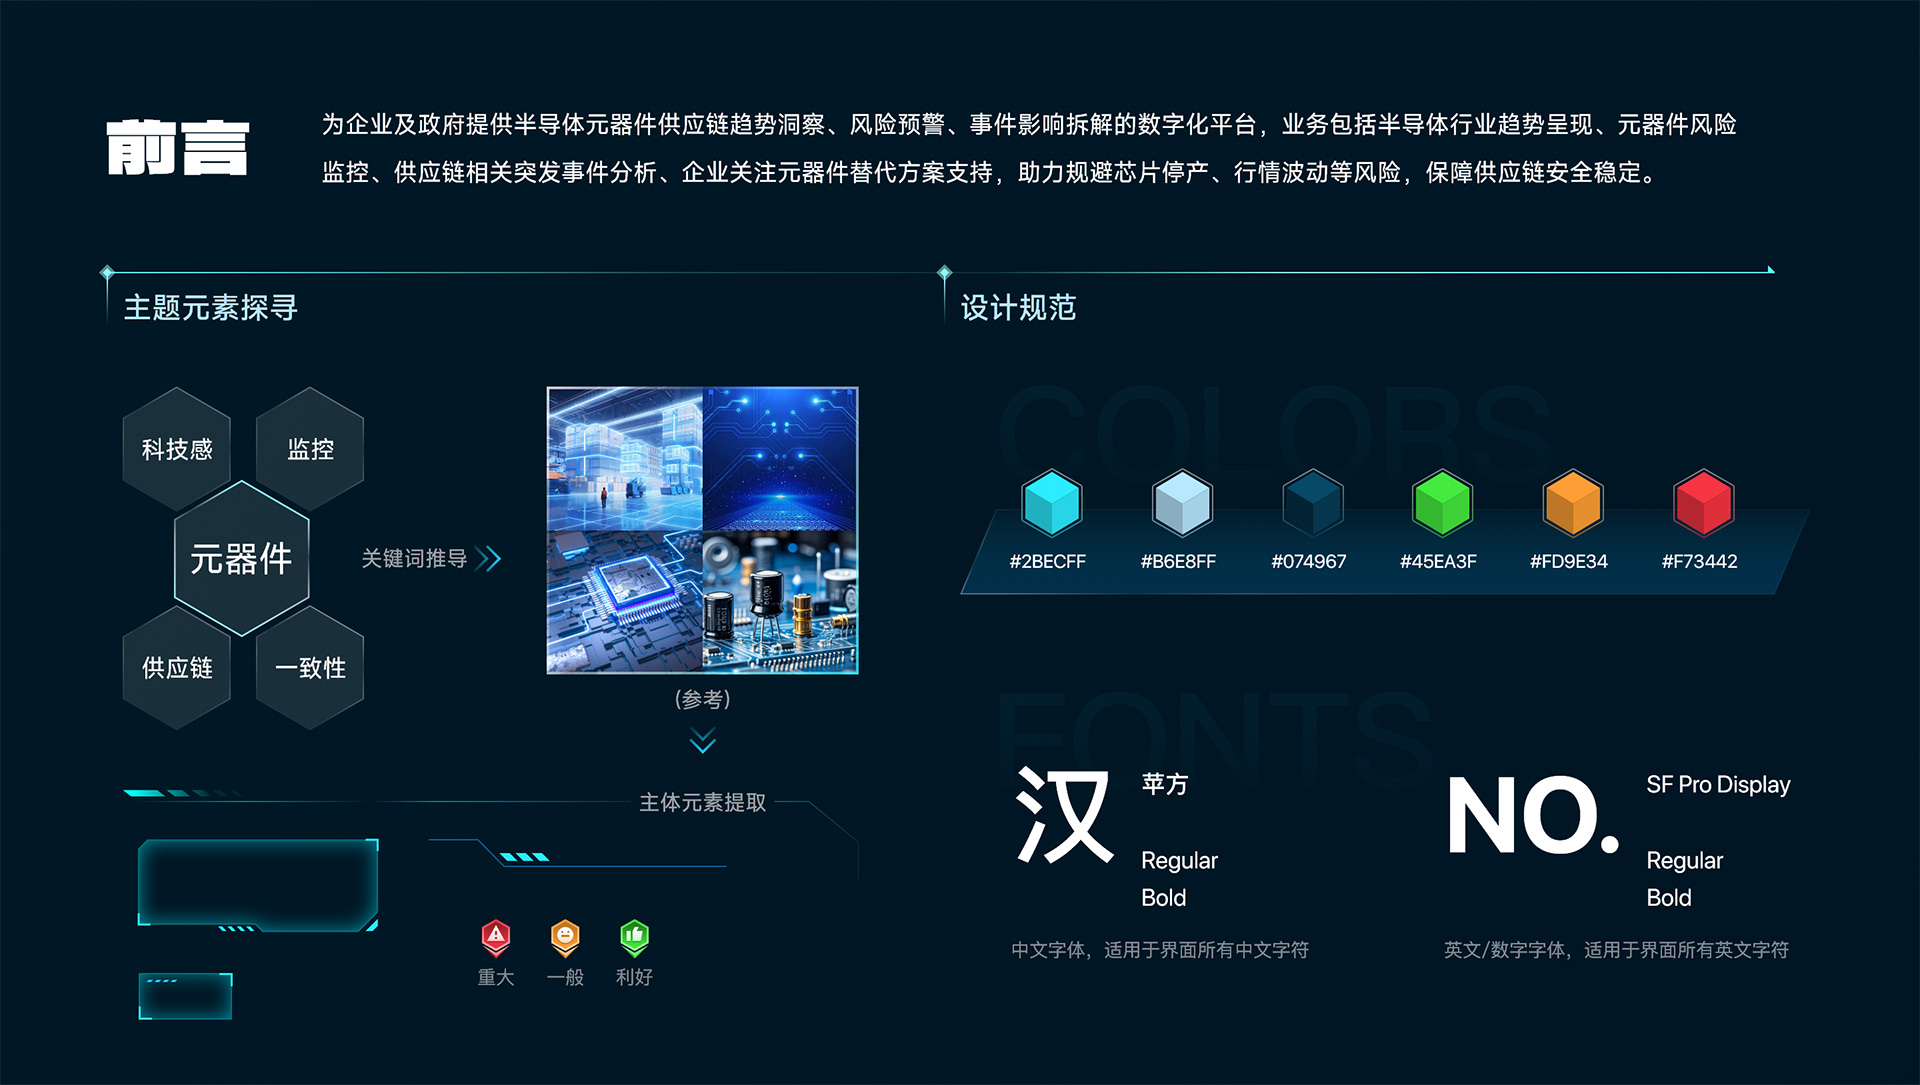 前言
为企业及政府提供半导体元器件供应链趋势洞察、风险预警、事件影响拆解的数字化平台，业务包括半导体行业趋势呈现、元器件风险
监控、供应链相关突发事件分析、企业关注元器件替代方案支持，助力规避芯片停产、行情波动等风险，保障供应链安全稳定。
主题元素探寻
科技感
监控
元器件
供应链
一致性
关键词推导
(参考)
主体元素提取
重大
一般
利好
设计规范
COLORS
#2BECFF
#B6E8FF
#074967
#45EA3F
#FD9E34
#F73442
FONTS
汉
苹方
Regular
Bold
中文字体，适用于界面所有中文字符
NO.
SF Pro Display
Regular
Bold
英文/数字字体，适用于界面所有英文字符